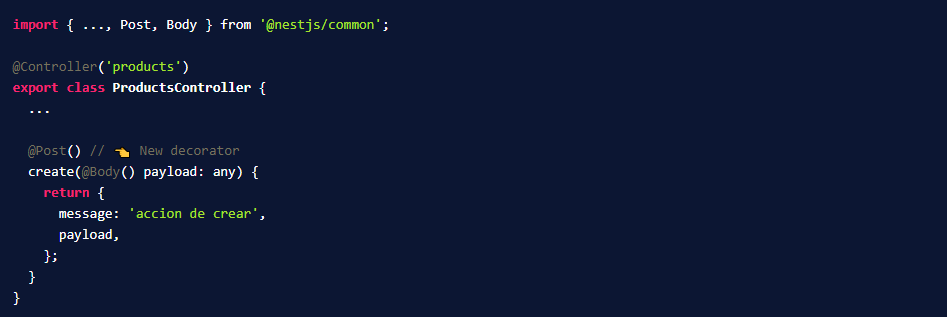 import { ..., Post, Body } from '@nestjs/common';
@Controller('products')
export class ProductsController {
...
@Post() // 👈 New decorator
create(@Body() payload: any) {
return {
message: 'accion de crear',
payload,
};
}
}